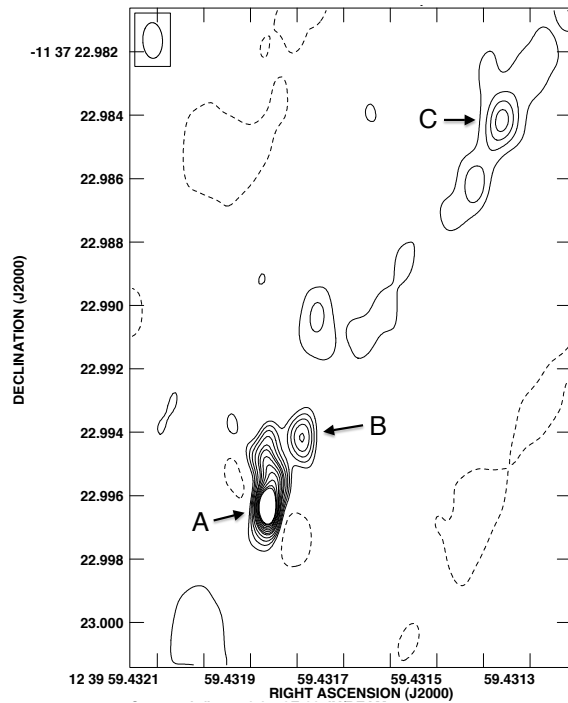 -11 37 22.982
22.984
22.986
22.988
22.990
22.992
22.994
22.996
22.998
23.000
DECLINATION (J2000)
C
B
A
12 39 59.4321 59.4319 59.4317 59.4315 59.4313
RIGHT ASCENSION (J2000)